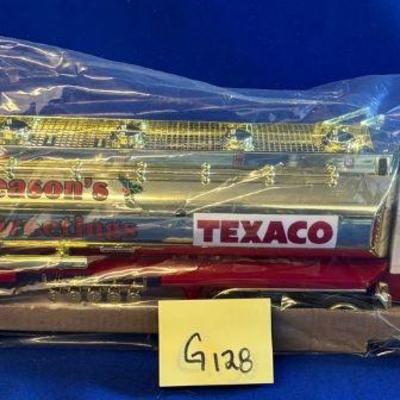 eason's
reetings
TEXACO
G128